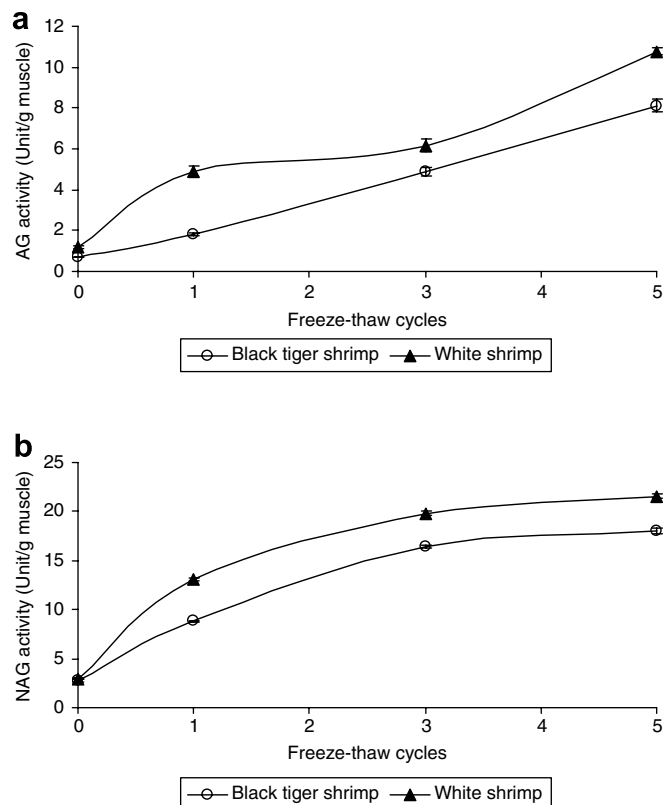 a
AG activity (Unit/g muscle)
12
10
8
6
4
2
0
0 1 2 3 4 5
Freeze-thaw cycles
Black tiger shrimp White shrimp
b
NAG activity (Unit/g muscle)
25
20
15
10
5
0
0 1 2 3 4 5
Freeze-thaw cycles
Black tiger shrimp White shrimp